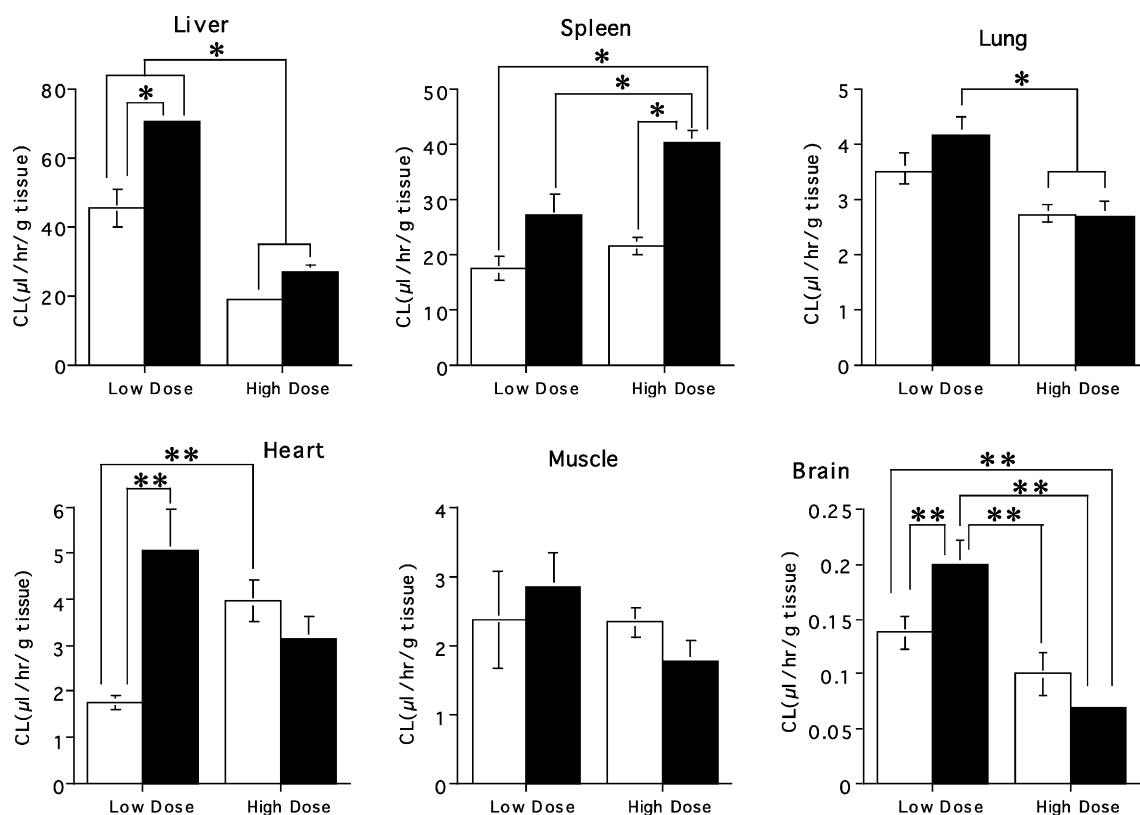 Liver
*
*
CL(μl/hr/g tissue)
80
60
40
20
0
Low Dose
High Dose
Spleen
*
*
*
CL(μl/hr/g tissue)
50
40
30
20
10
0
Low Dose
High Dose
Lung
*
CL(μl/hr/g tissue)
5
4
3
2
1
0
Low Dose
High Dose
Heart
**
**
CL(μl/hr/g tissue)
6
5
4
3
2
1
0
Low Dose
High Dose
Muscle
CL(μl/hr/g tissue)
4
3
2
1
0
Low Dose
High Dose
Brain
**
**
**
**
CL(μl/hr/g tissue)
0.25
0.2
0.15
0.1
0.05
0
Low Dose
High Dose